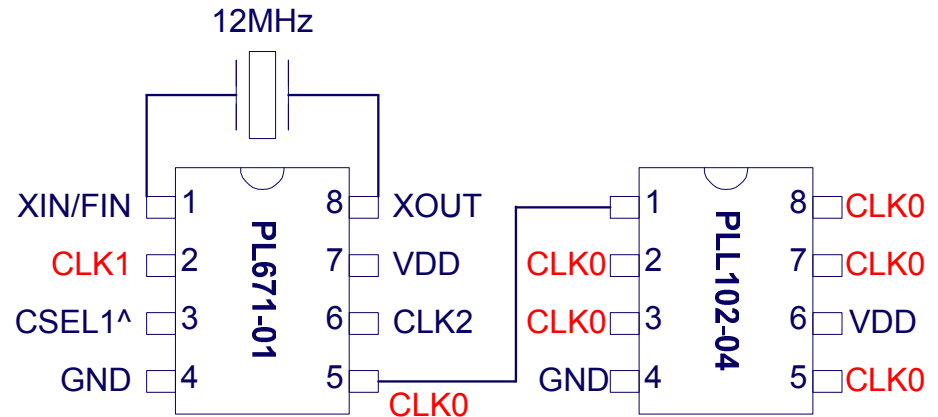 12MHz
XIN/FIN 1 8 XOUT
CLK1 2 7 VDD
CSEL1^ 3 6 CLK2
GND 4 5 CLK0
PL671-01
1 8 CLK0
CLK0 2 7 CLK0
CLK0 3 6 VDD
GND 4 5 CLK0
PLL102-04